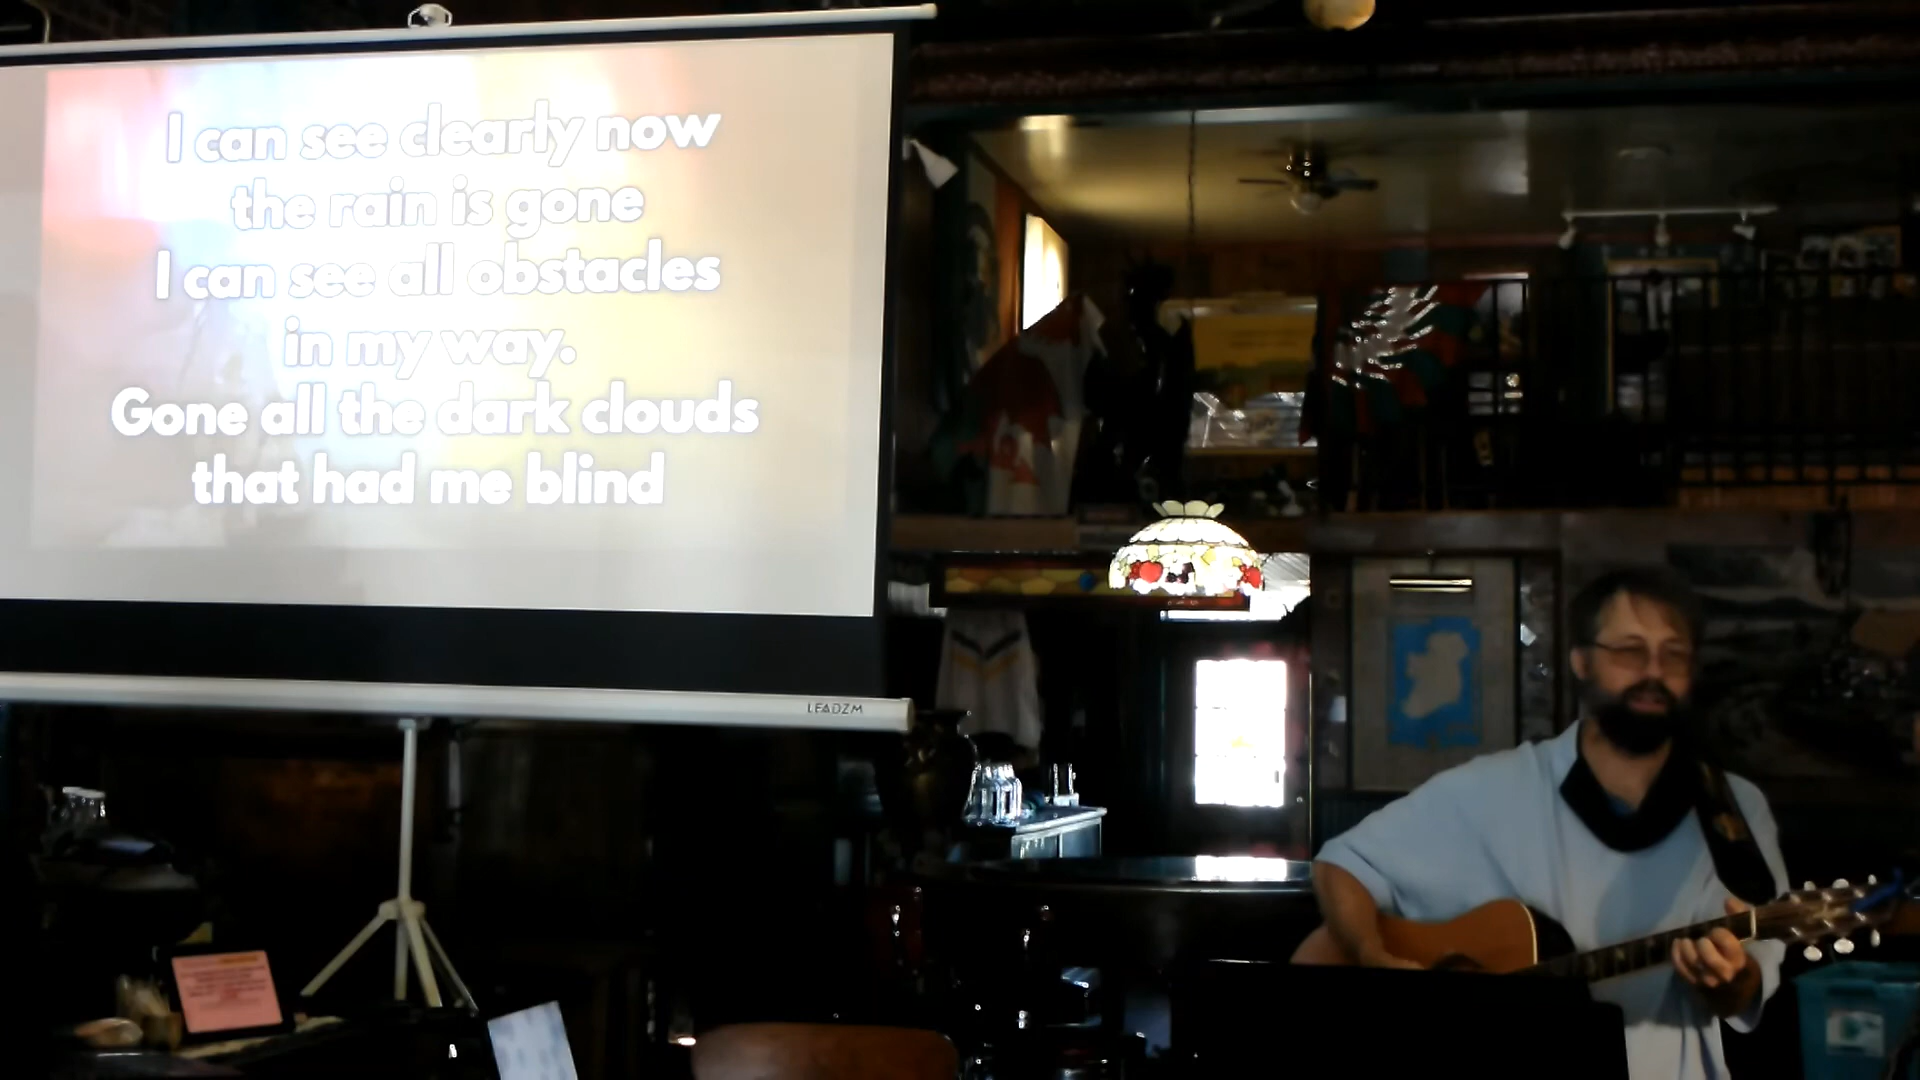 I can see clearly now
the rain is gone
I can see all obstacles
in my way.
Gone all the dark clouds
that had me blind
LEADZM